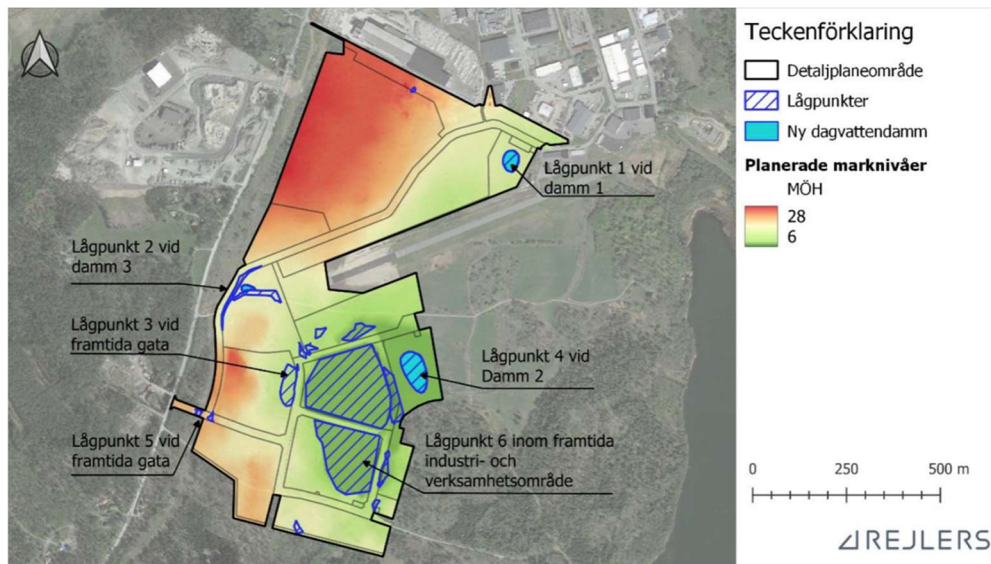 Teckenförklaring
Detaljplaneområde
Lågpunkter
Ny dagvattendamm
Planerade marknivåer
MÖH
28
6
Lågpunkt 1 vid
damm 1
Lågpunkt 2 vid
damm 3
Lågpunkt 3 vid
framtida gata
Lågpunkt 4 vid
Damm 2
Lågpunkt 5 vid
framtida gata
Lågpunkt 6 inom framtida
industri- och
verksamhetsområde
0 250 500 m
REJLERS